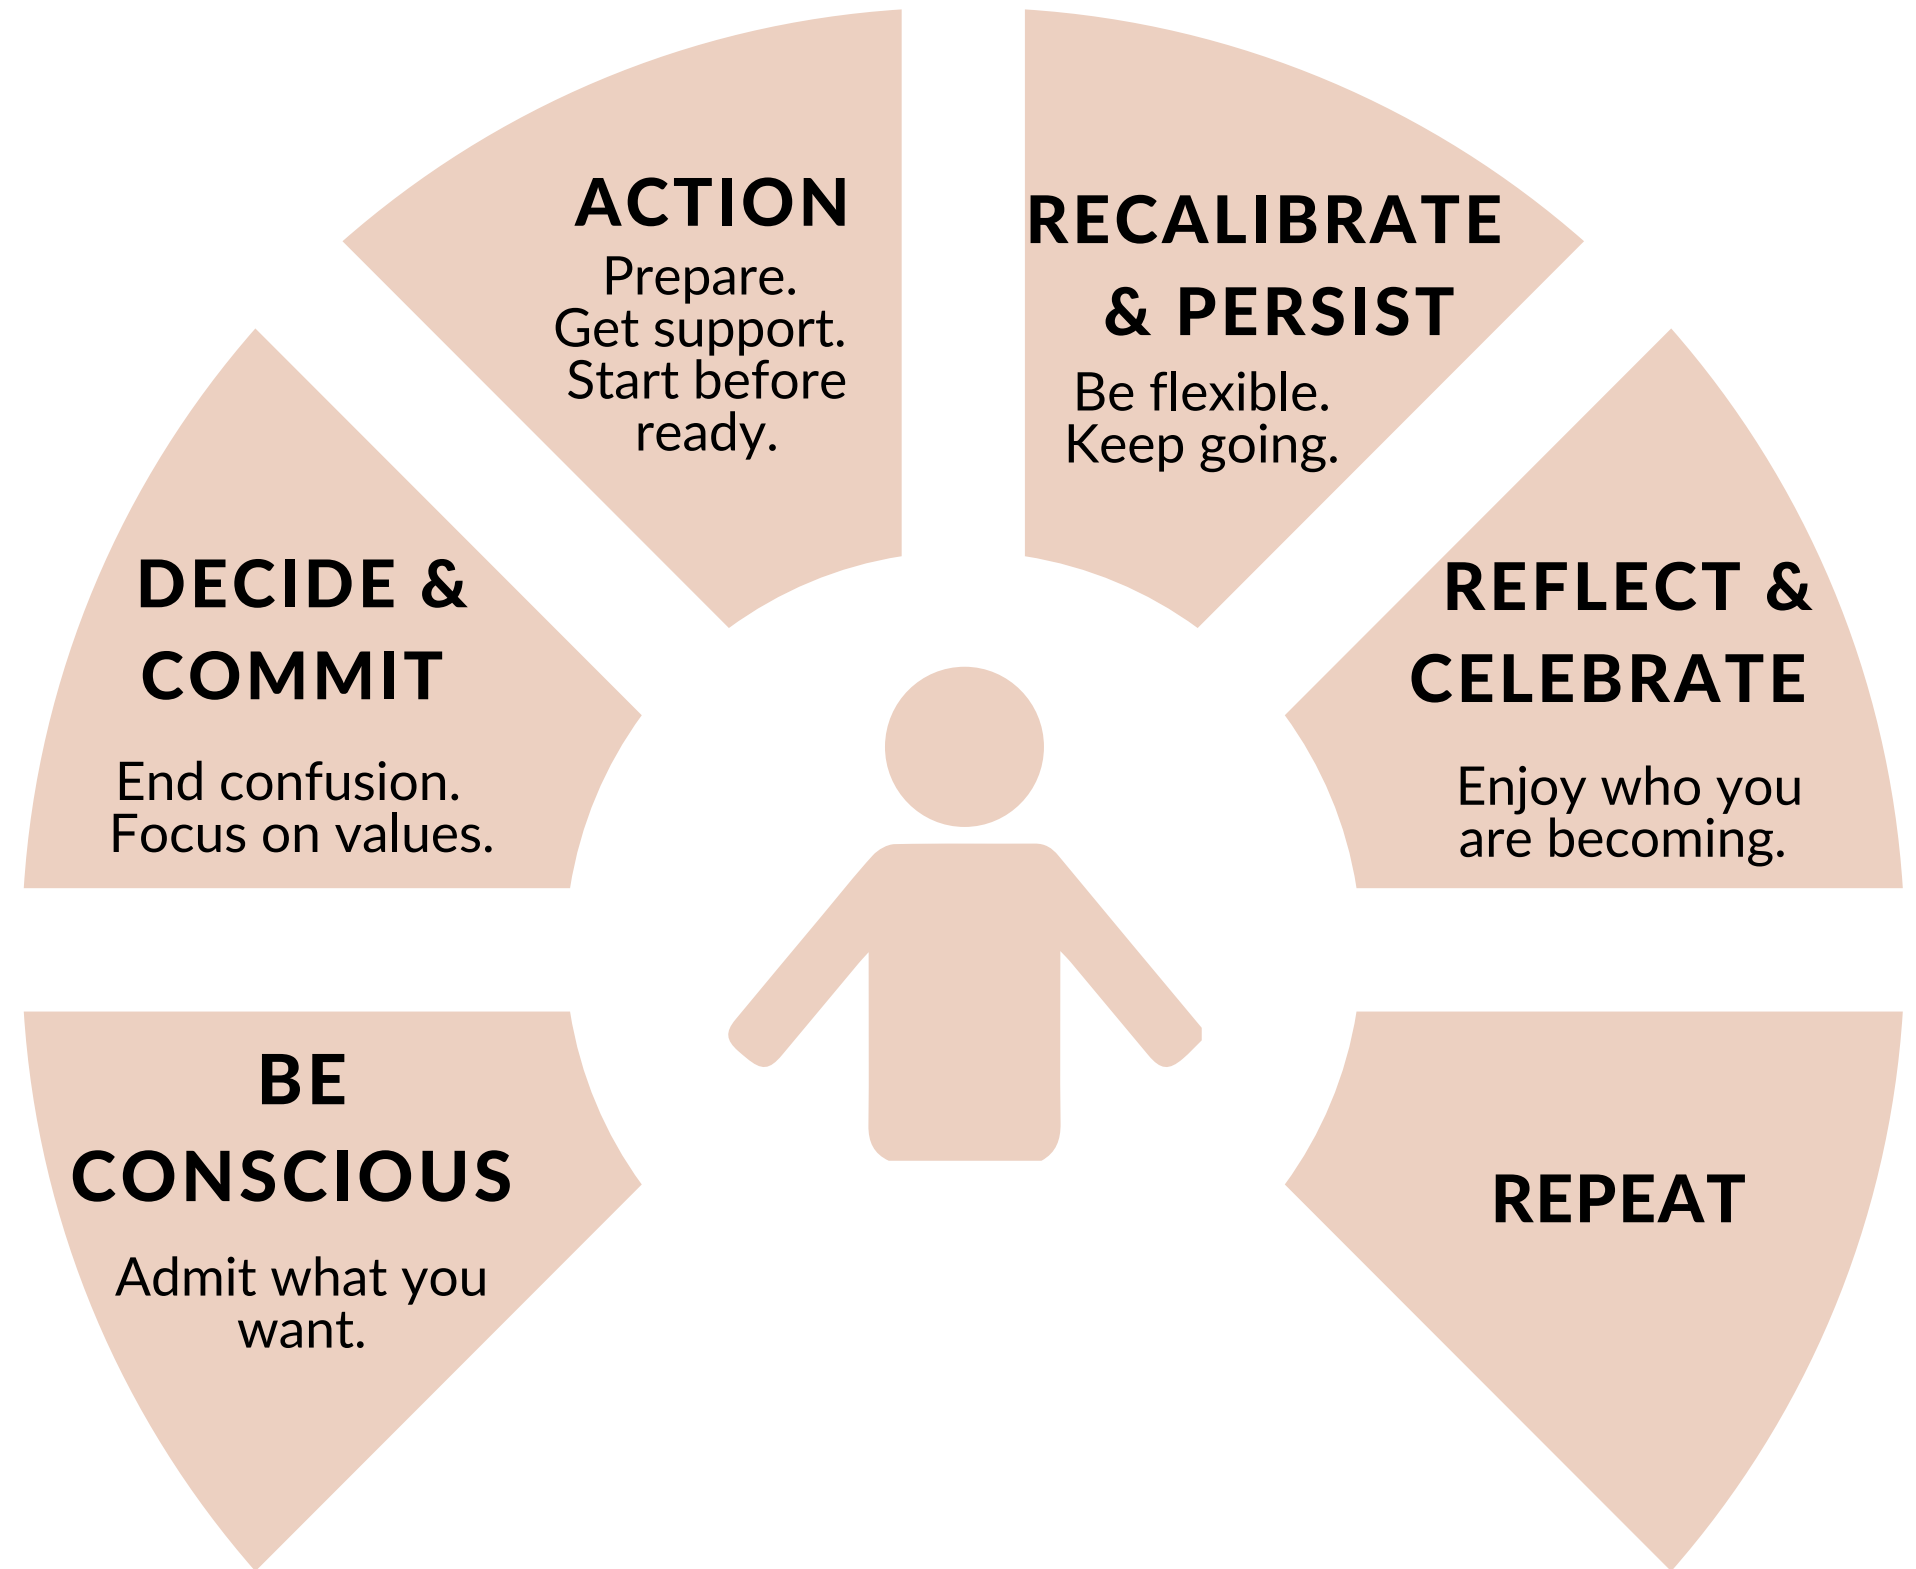 BE
CONSCIOUS
Admit what you
want.
DECIDE &
COMMIT
End confusion.
Focus on values.
ACTION
Prepare.
Get support.
Start before
ready.
RECALIBRATE
& PERSIST
Be flexible.
Keep going.
REFLECT &
CELEBRATE
Enjoy who you
are becoming.
REPEAT